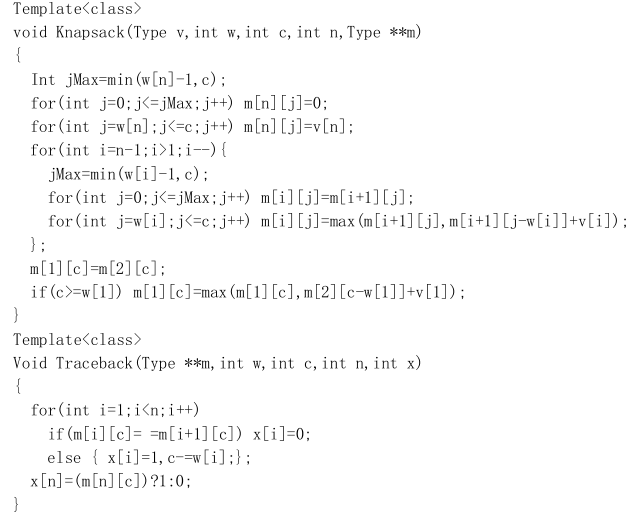 Template<class>
void Knapsack(Type v,int w,int c,int n,Type **m)
{
Int jMax=min(w[n]-1,c);
for(int j=0;j<=jMax;j++) m[n][j]=0;
for(int j=w[n];j<=c;j++) m[n][j]=v[n];
for(int i=n-1;i>1;i--){
jMax=min(w[i]-1,c);
for(int j=0;j<=jMax;j++) m[i][j]=m[i+1][j];
for(int j=w[i];j<=c;j++) m[i][j]=max(m[i+1][j],m[i+1][j-w[i]]+v[i]);
};
m[1][c]=m[2][c];
if(c>=w[1]) m[1][c]=max(m[1][c],m[2][c-w[1]]+v[1]);
}
Template<class>
Void Traceback(Type **m,int w,int c,int n,int x)
{
for(int i=1;i<n;i++)
if(m[i][c]= =m[i+1][c]) x[i]=0;
else { x[i]=1,c-=w[i];};
x[n]=(m[n][c])?1:0;
}